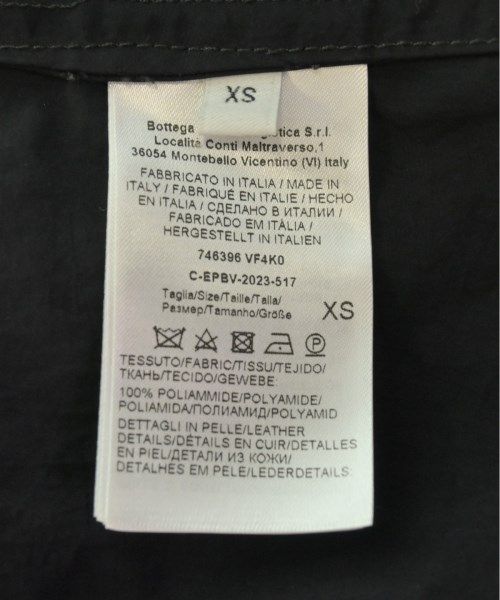 XS
Bottega S.r.l.
Località Conti Maltraverso,1
36054 Montebello Vicentino (VI) Italy
FABBRICATO IN ITALIA / MADE IN
ITALY / FABRIQUÉ EN ITALIE / HECHO
EN ITALIA / СДЕЛАНО В ИТАЛИИ /
FABRICADO EM ITÀLIA /
HERGESTELLT IN ITALIEN
746396 VF4K0
C-EPBV-2023-517
Taglia/Size/Taille/Talla/
Размер/Tamanho/Größe XS
P
TESSUTO/FABRIC/TISSU/TEJIDO/
ТКАНЬ/TECIDO/GEWEBE:
100% POLIAMMIDE/POLYAMIDE/
POLIAMIDA/ПОЛИАМИД/POLYAMID
DETTAGLI IN PELLE/LEATHER
DETAILS/DÉTAILS EN CUIR/DETALLES
EN PIEL/ДЕТАЛИ ИЗ КОЖИ/
DETALHES EM PELE/LEDERDETAILS: